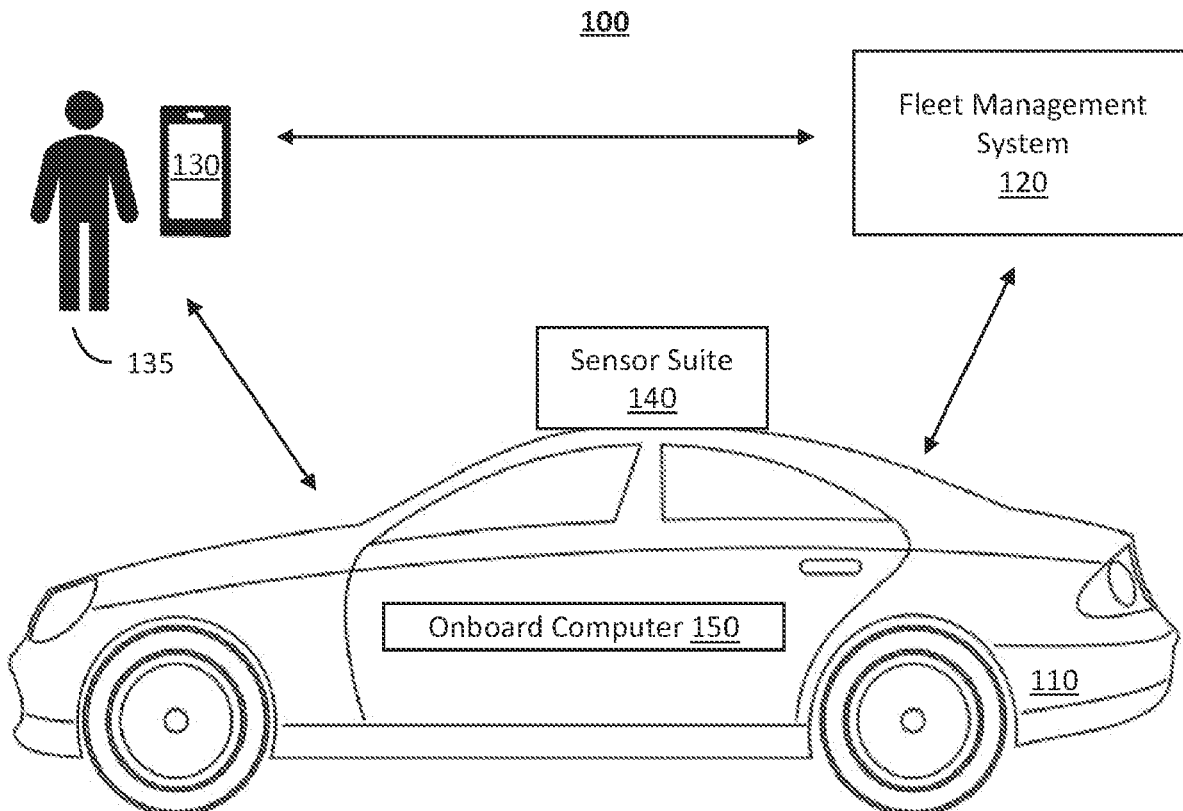 100
Fleet Management
System
120
130
135
Sensor Suite
140
Onboard Computer 150
110